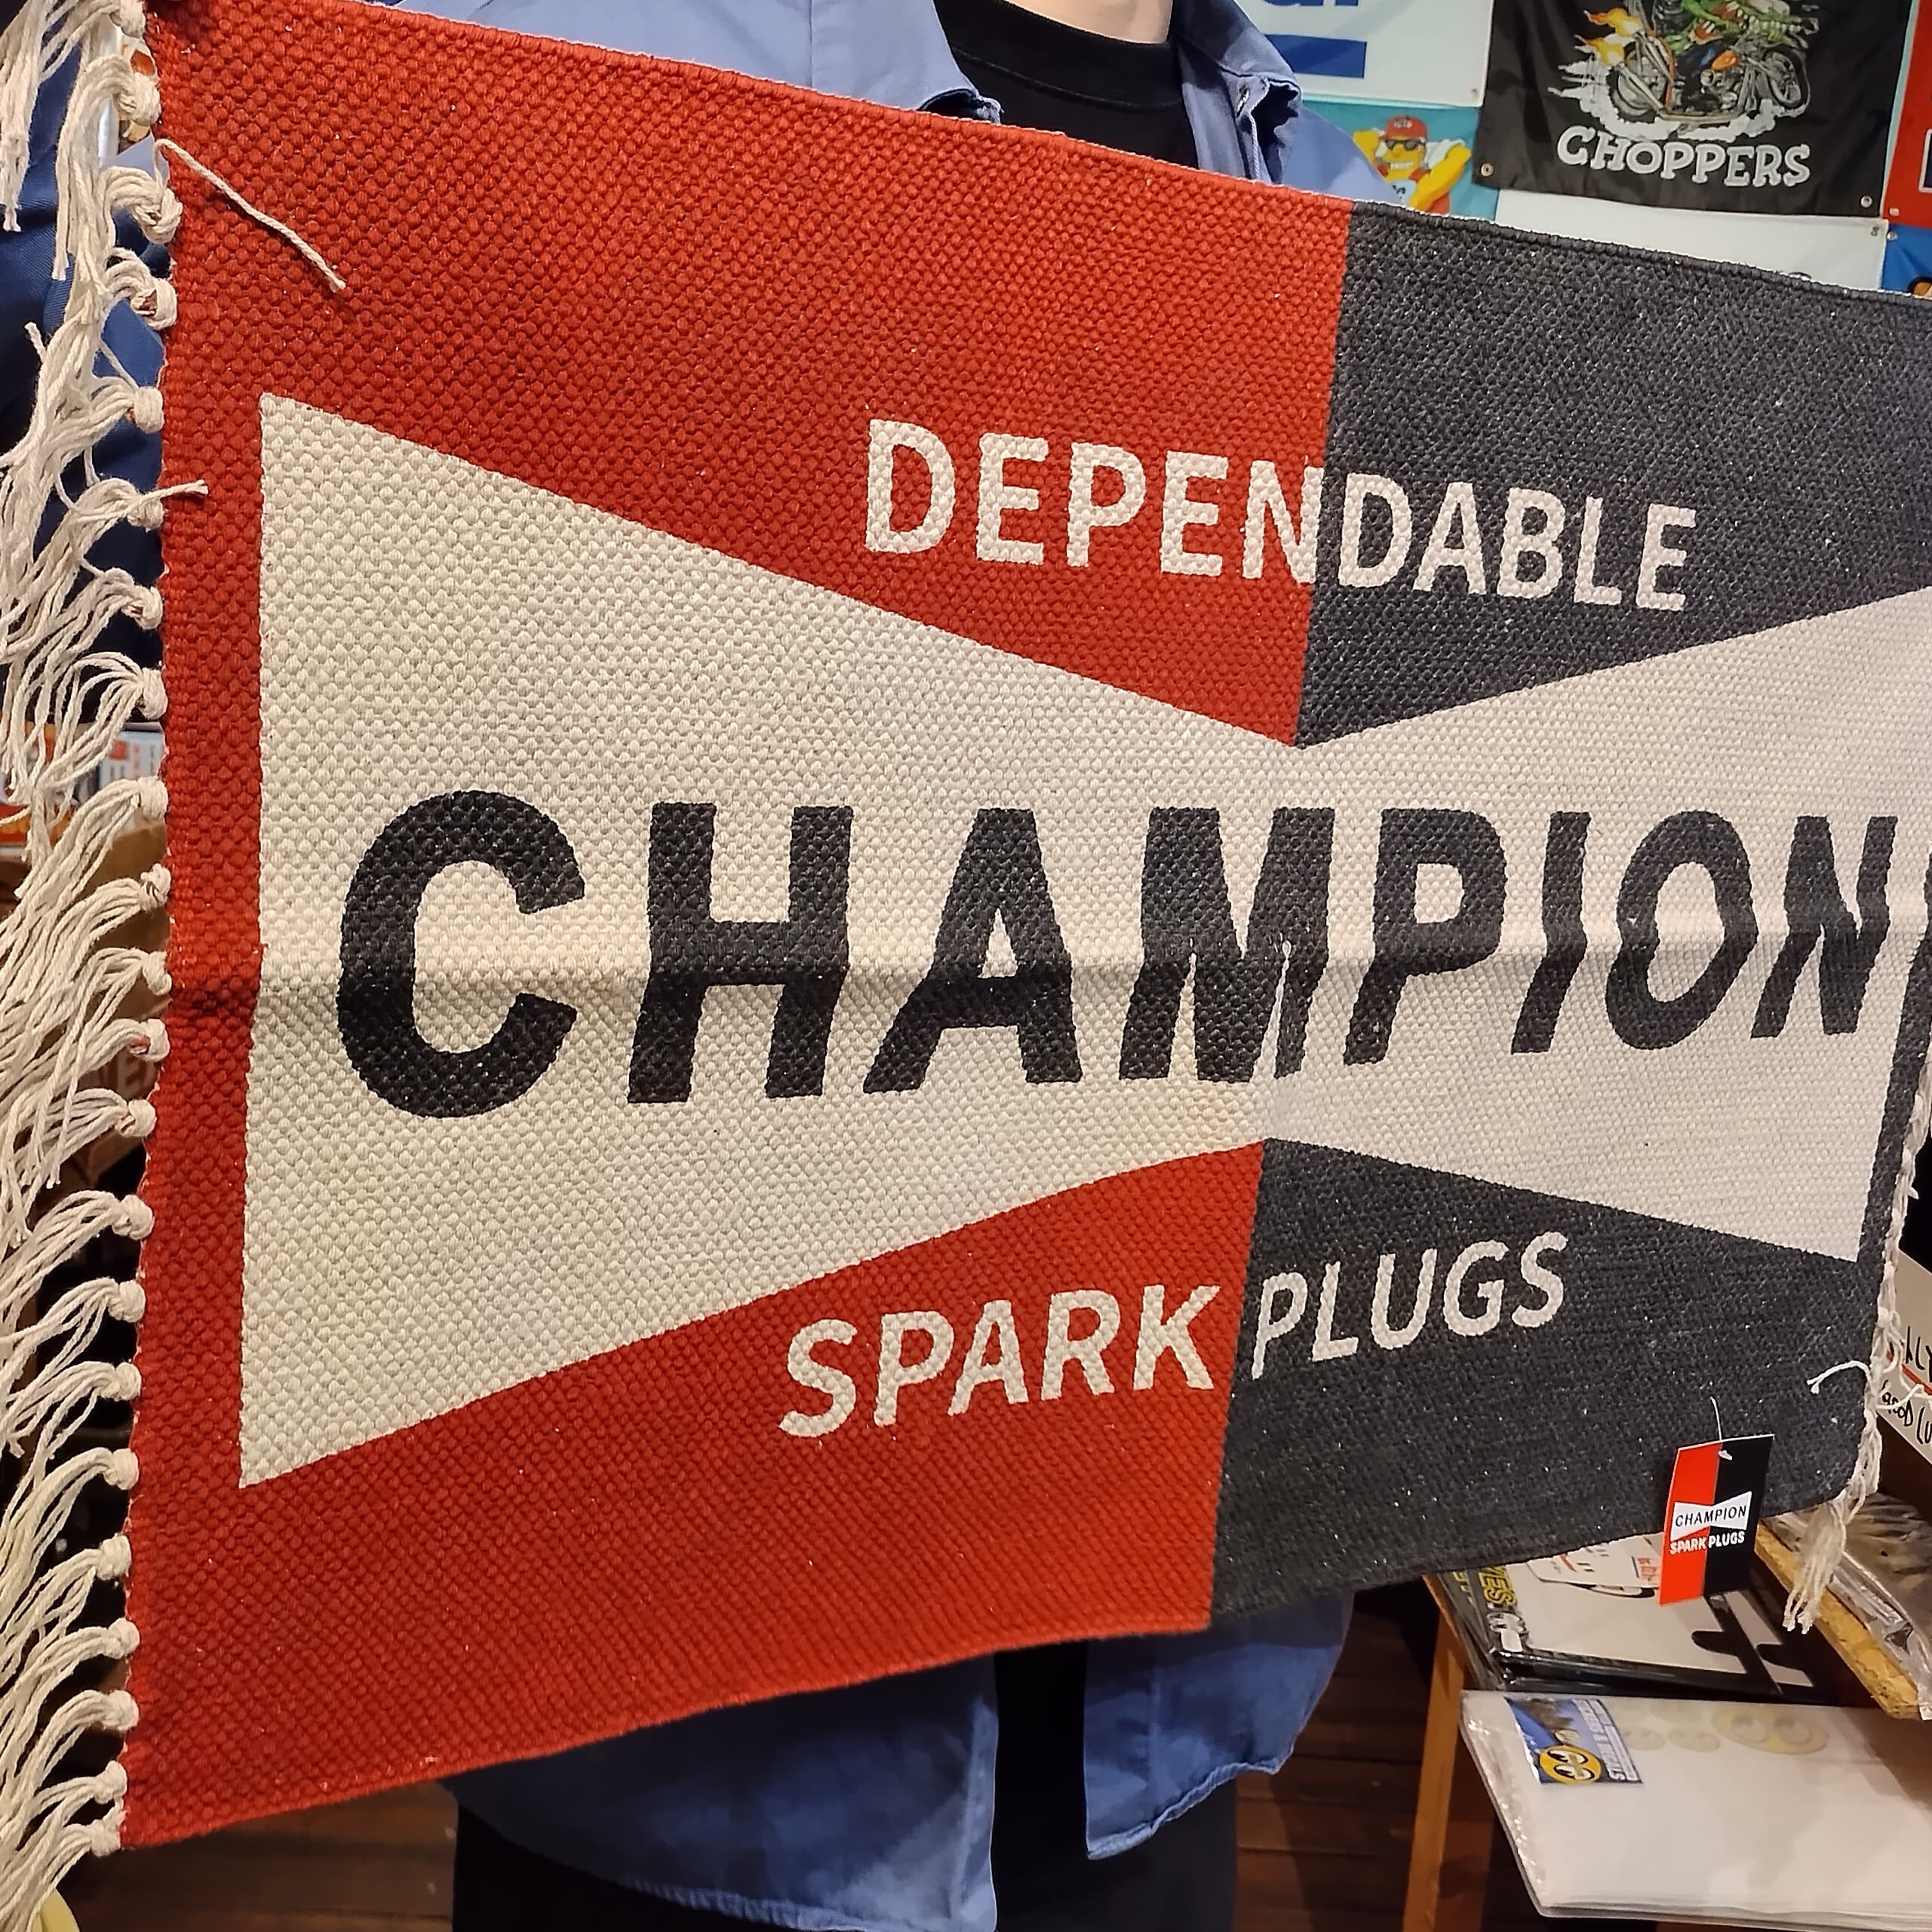 CHOPPERS
DEPENDABLE
CHAMPION
SPARK PLUGS
CHAMPION
SPARK PLUGS